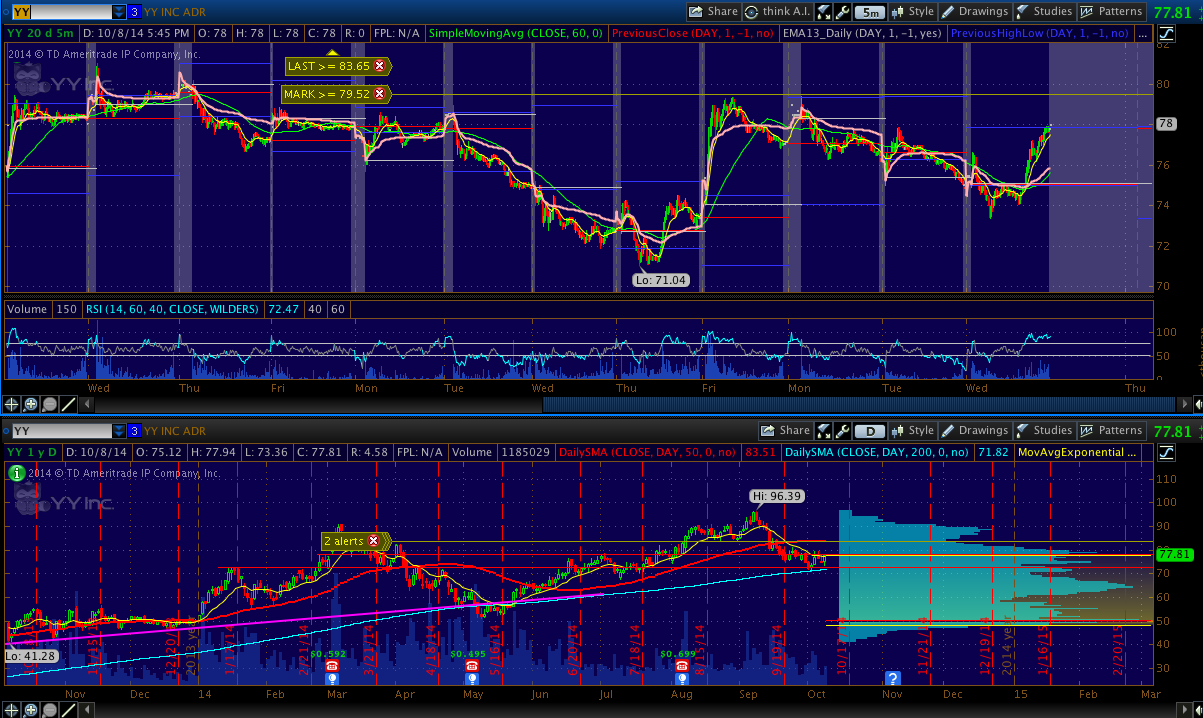 YY 3 YY INC ADR Share think A.I. 5m Style Drawings Studies Patterns 77.81
YY 20 d 5m D: 10/8/14 5:45 PM O: 78 H: 78 L: 78 C: 78 R: 0 FPL: N/A SimpleMovingAvg (CLOSE, 60, 0) PreviousClose (DAY, 1, -1, no) EMA13_Daily (DAY, 1, -1, yes) PreviousHighLow (DAY, 1, -1, no) ...
2014 © TD Ameritrade IP Company, Inc.
YY Inc.
LAST >= 83.65
MARK >= 79.52
82
80
78
76
74
72
70
Lo: 71.04
Volume 150 RSI (14, 60, 40, CLOSE, WILDERS) 72.47 40 60
100
50
0
Wed Thu Fri Mon Tue Wed Thu Fri Mon Tue Wed Thu
YY 3 YY INC ADR Share D Style Drawings Studies Patterns 77.81
YY 1 y D D: 10/8/14 O: 75.12 H: 77.94 L: 73.36 C: 77.81 R: 4.58 FPL: N/A Volume 1185029 DailySMA (CLOSE, DAY, 50, 0, no) 83.51 DailySMA (CLOSE, DAY, 200, 0, no) 71.82 MovAvgExponential ...
2014 © TD Ameritrade IP Company, Inc.
YY Inc.
Hi: 96.39
2 alerts
110
100
90
77.81
70
60
50
40
30
Lo: 41.28
$0.592 $0.495 $0.699
12/20/13 2013 year 1/17/14 2/21/14 3/21/14 4/18/14 5/16/14 6/20/14 7/18/14 8/15/14 9/19/14 11/21/14 12/19/14 2014 year 1/16/15 2/20/15
Nov Dec 14 Feb Mar Apr May Jun Jul Aug Sep Oct Nov Dec 15 Feb Mar